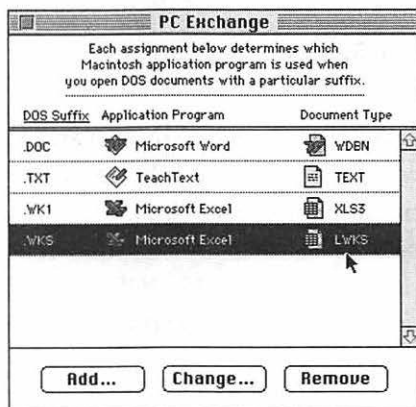 PC Exchange
Each assignment below determines which
Macintosh application program is used when
you open DOS documents with a particular suffix.
DOS Suffix Application Program Document Type
.DOC Microsoft Word WDBN
.TXT TeachText TEXT
.WK1 Microsoft Excel XLS3
.WKS Microsoft Excel LWKS
Add... Change... Remove